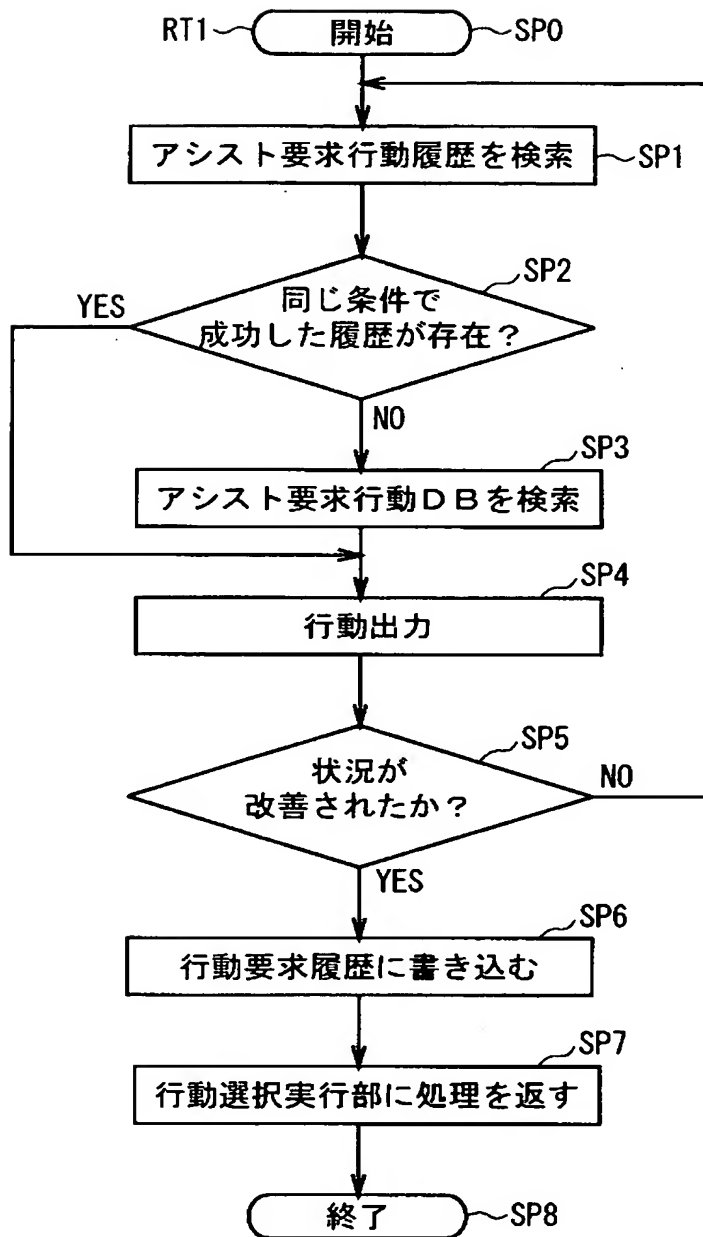 RT1 開始 SP0
アシスト要求行動履歴を検索 SP1
SP2
YES
同じ条件で
成功した履歴が存在？
NO
SP3
アシスト要求行動ＤＢを検索
SP4
行動出力
SP5
状況が
改善されたか？
NO
YES
SP6
行動要求履歴に書き込む
SP7
行動選択実行部に処理を返す
終了 SP8